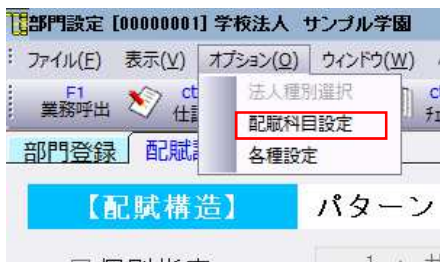 部門設定 [00000001] 学校法人 サンプル学園
ファイル(F) 表示(V) オプション(O) ウィンドウ(W)
F1
業務呼出
法人種別選択
配賦科目設定
各種設定
部門登録
【配賦構造】 パターン